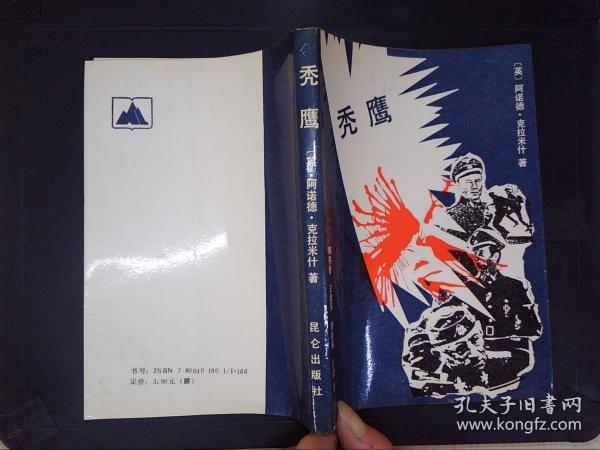 秃鹰
〔英〕阿诺德·克拉米什 著
秃鹰
〔英〕阿诺德·克拉米什 著
昆仑出版社
书号：ISBN 7-80040 190 1/I·166
定价：3.90元（膜）
孔夫子旧书网
www.kongfz.com